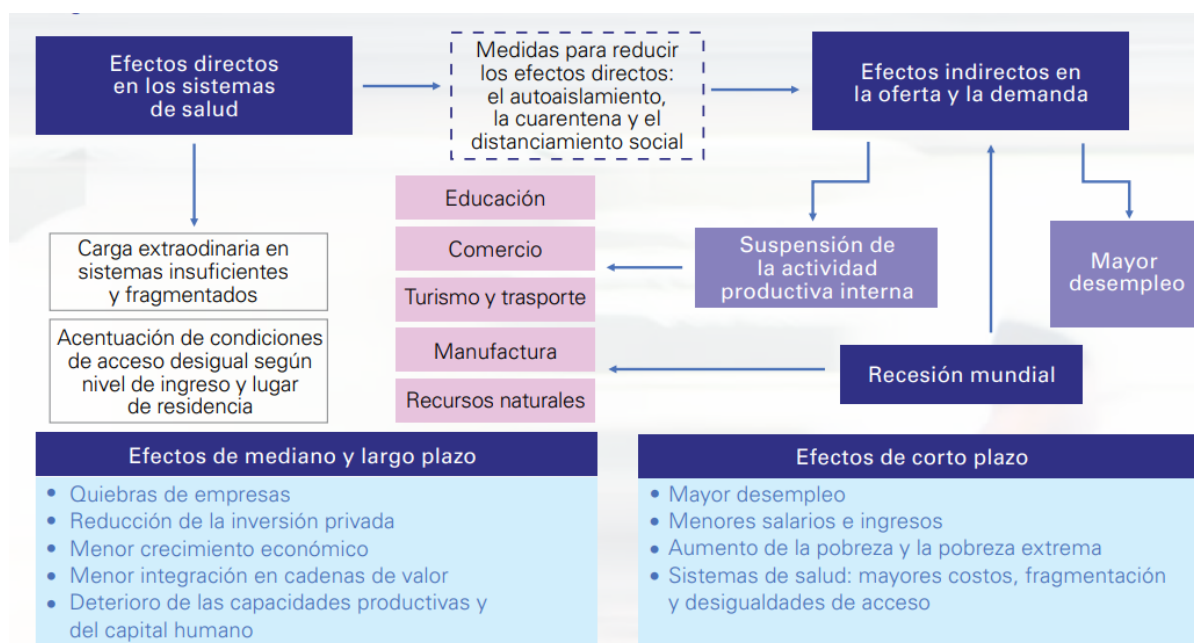 Efectos directos
en los sistemas
de salud
Medidas para reducir
los efectos directos:
el autoaislamiento,
la cuarentena y el
distanciamiento social
Efectos indirectos en
la oferta y la demanda
Carga extraodinaria en
sistemas insuficientes
y fragmentados
Acentuación de condiciones
de acceso desigual según
nivel de ingreso y lugar
de residencia
Educación
Comercio
Turismo y trasporte
Manufactura
Recursos naturales
Suspensión de
la actividad
productiva interna
Mayor
desempleo
Recesión mundial
Efectos de mediano y largo plazo
• Quiebras de empresas
• Reducción de la inversión privada
• Menor crecimiento económico
• Menor integración en cadenas de valor
• Deterioro de las capacidades productivas y
del capital humano
Efectos de corto plazo
• Mayor desempleo
• Menores salarios e ingresos
• Aumento de la pobreza y la pobreza extrema
• Sistemas de salud: mayores costos, fragmentación
y desigualdades de acceso